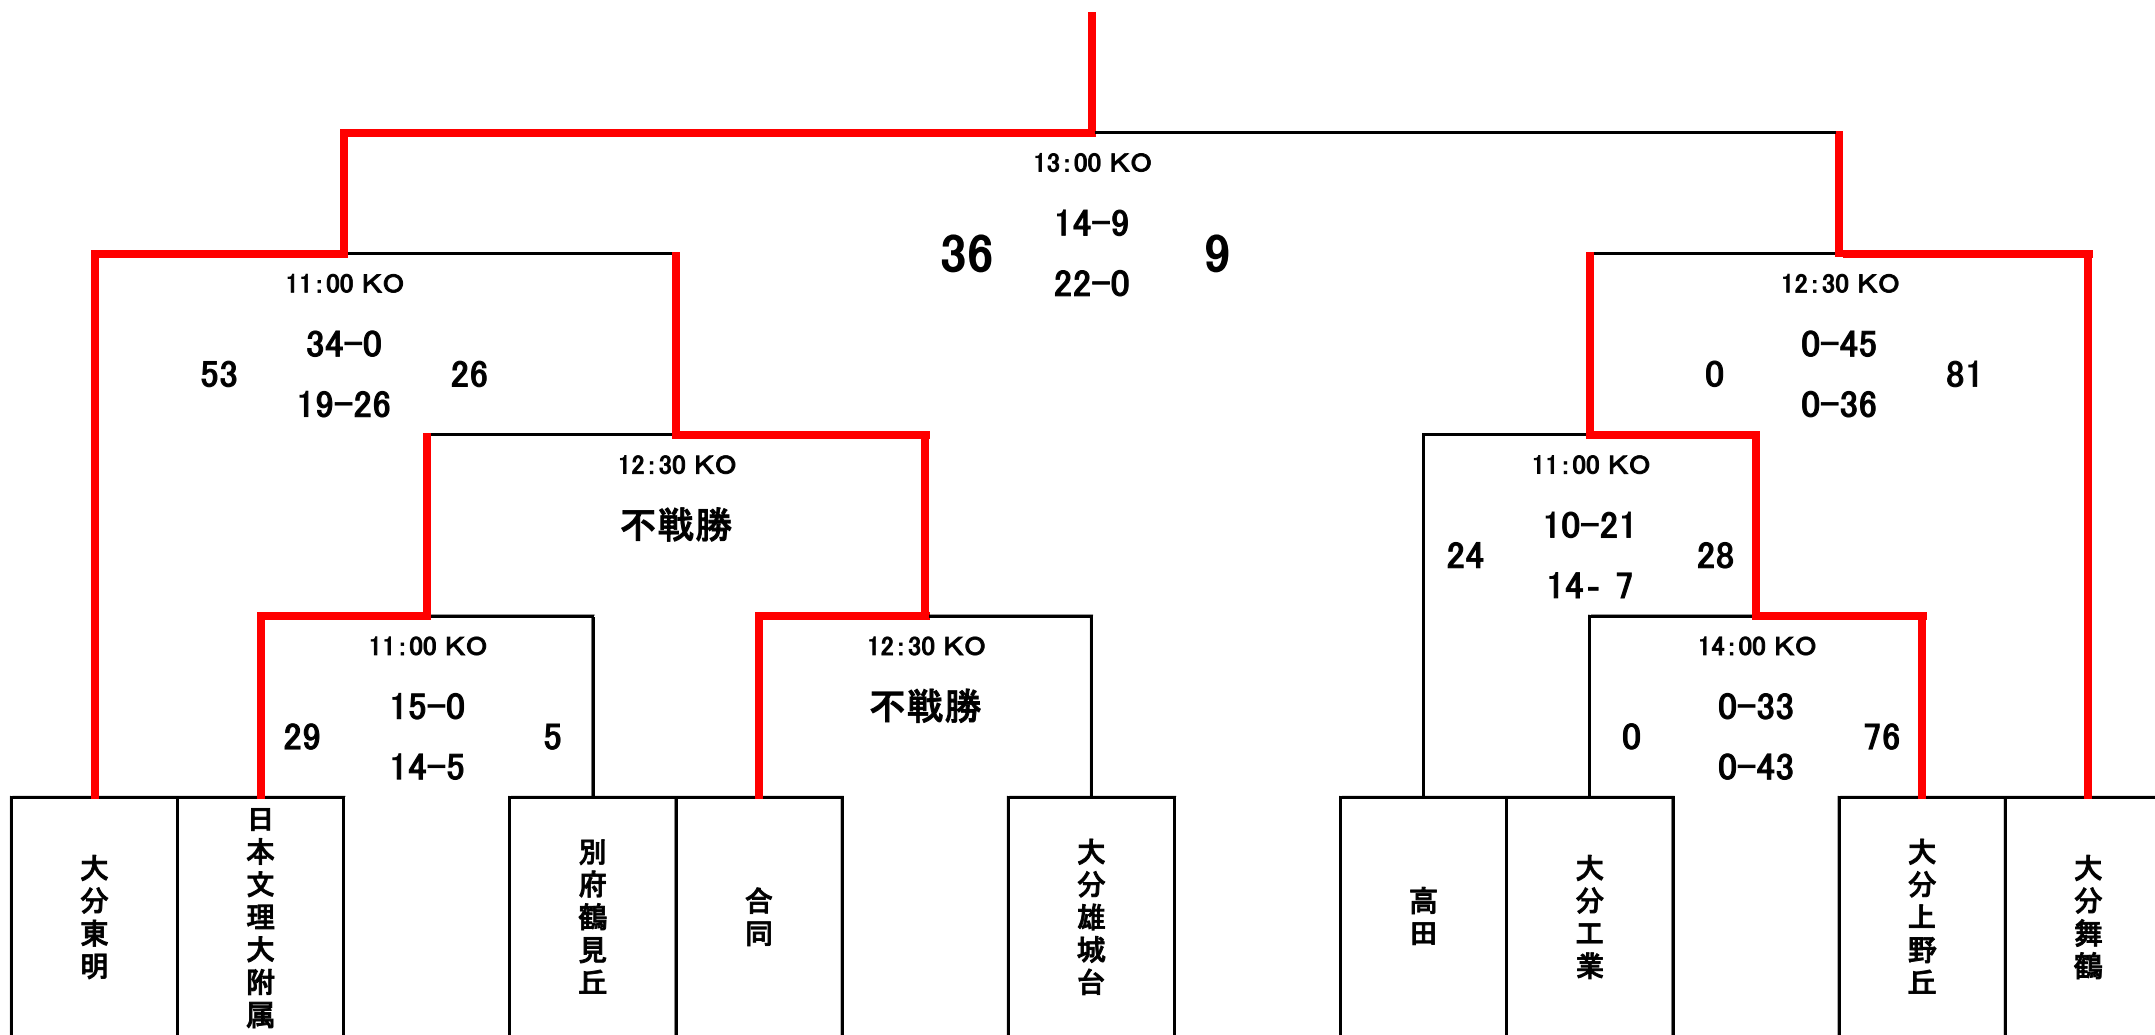 13:00 KO
14-9
36
9
22-0
11:00 KO
34-0
53
26
19-26
12:30 KO
0-45
0
81
0-36
12:30 KO
不戦勝
11:00 KO
10-21
24
28
14- 7
11:00 KO
15-0
29
5
14-5
12:30 KO
不戦勝
14:00 KO
0-33
0
76
0-43
大分東明
日本文理大附属
別府鶴見丘
合同
大分雄城台
高田
大分工業
大分上野丘
大分舞鶴